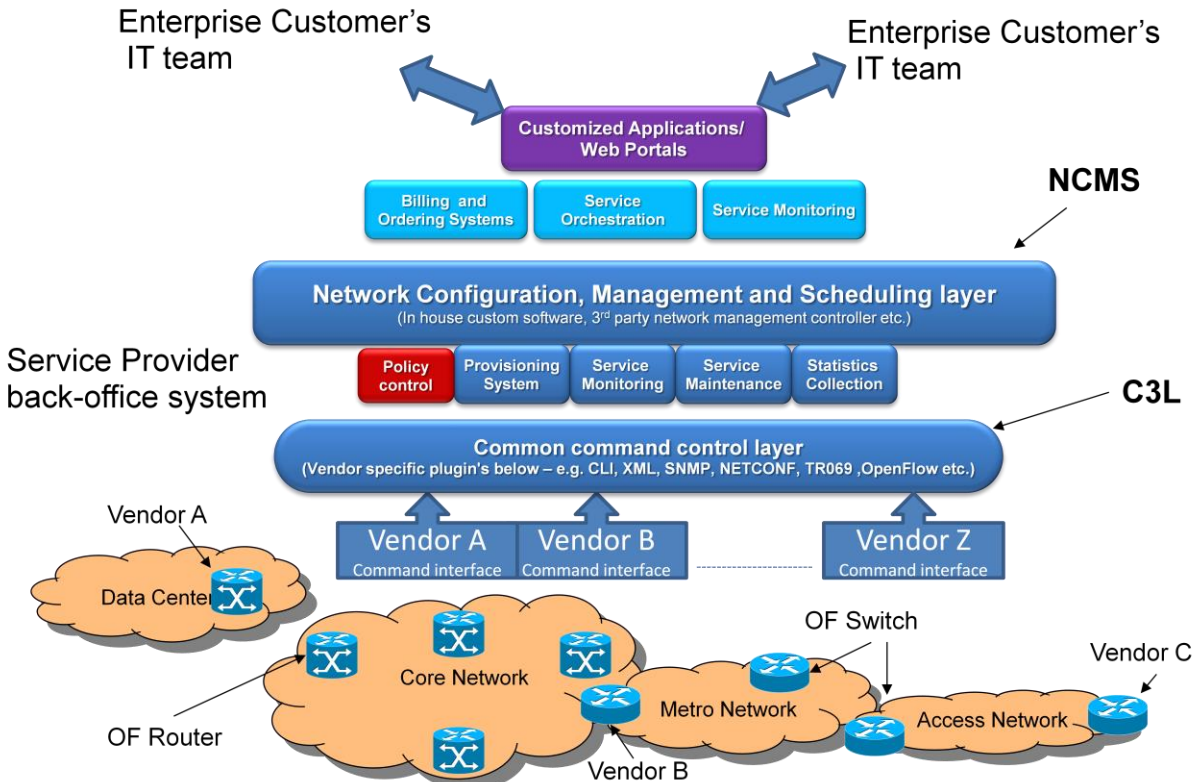 Enterprise Customer's
IT team
Enterprise Customer's
IT team
Customized Applications/
Web Portals
NCMS
Billing and
Ordering Systems
Service
Orchestration
Service Monitoring
Network Configuration, Management and Scheduling layer
(In house custom software, 3rd party network management controller etc.)
Service Provider
back-office system
Policy
control
Provisioning
System
Service
Monitoring
Service
Maintenance
Statistics
Collection
C3L
Common command control layer
(Vendor specific plugin's below – e.g. CLI, XML, SNMP, NETCONF, TR069 ,OpenFlow etc.)
Vendor A
Command interface
Vendor B
Command interface
Vendor Z
Command interface
Vendor A
Data Center
OF Switch
Vendor C
Core Network
Metro Network
Access Network
OF Router
Vendor B